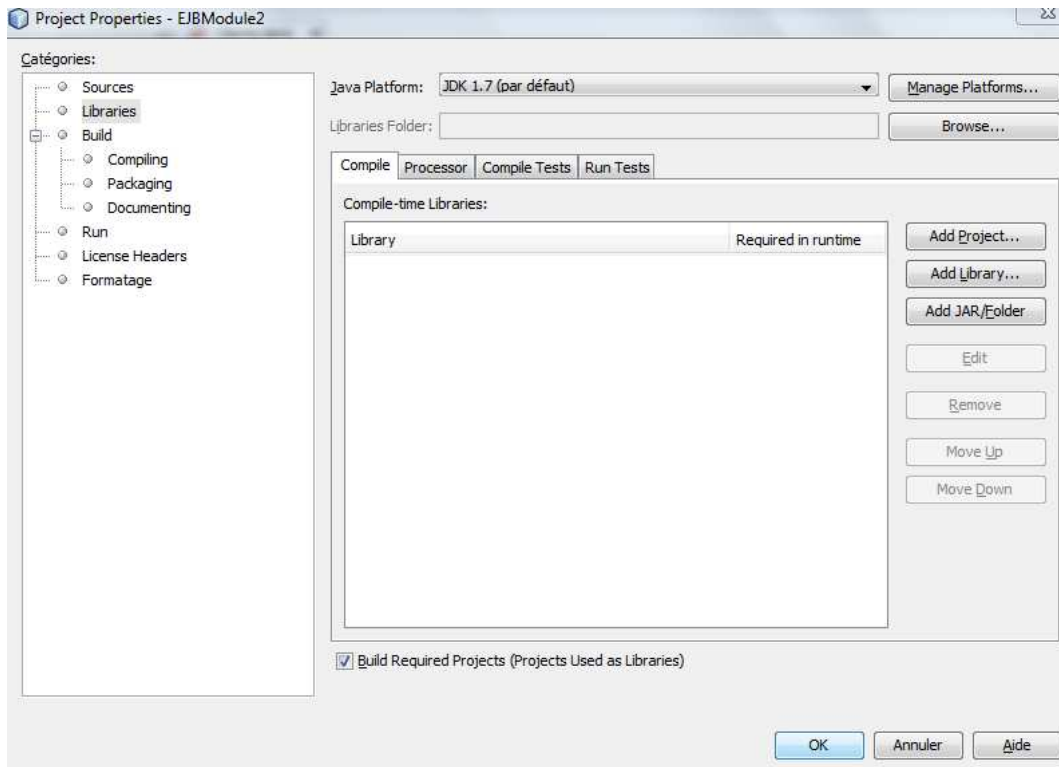 Project Properties - EJBModule2
Catégories:
Sources
Libraries
Build
Compiling
Packaging
Documenting
Run
License Headers
Formatage
Java Platform:
JDK 1.7 (par défaut)
Manage Platforms...
Libraries Folder:
Browse...
Compile
Processor
Compile Tests
Run Tests
Compile-time Libraries:
Library
Required in runtime
Add Project...
Add Library...
Add JAR/Folder
Edit
Remove
Move Up
Move Down
Build Required Projects (Projects Used as Libraries)
OK
Annuler
Aide